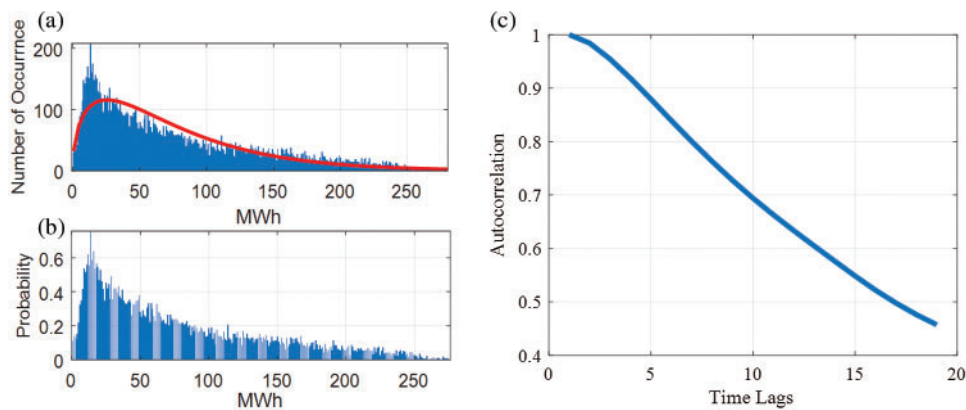 (a)
Number of Occurrnce
200
100
0
0 50 100 150 200 250
MWh
(b)
Probability
0.6
0.4
0.2
0
0 50 100 150 200 250
MWh
(c)
Autocorrelation
1
0.9
0.8
0.7
0.6
0.5
0.4
0 5 10 15 20
Time Lags